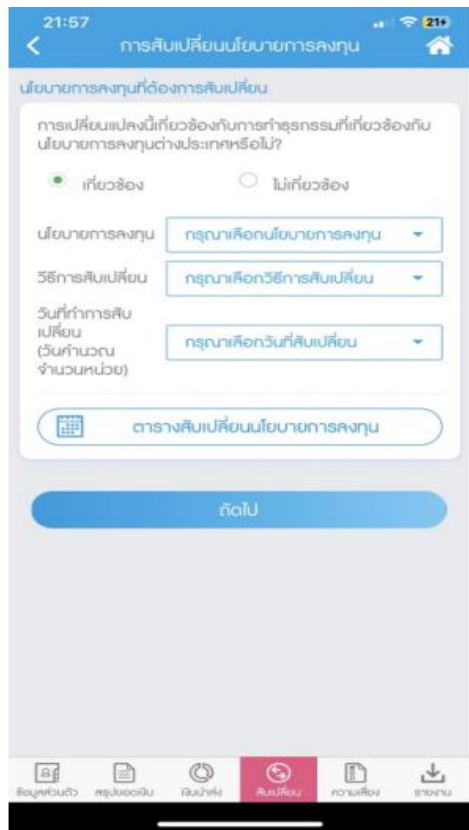 21:57
21+
การสับเปลี่ยนนโยบายการลงทุน
นโยบายการลงทุนที่ต้องการสับเปลี่ยน
การเปลี่ยนแปลงนี้เกี่ยวข้องกับการทำธุรกรรมที่เกี่ยวข้องกับ
นโยบายการลงทุนต่างประเทศหรือไม่?
เกี่ยวข้อง
ไม่เกี่ยวข้อง
นโยบายการลงทุน
กรุณาเลือกนโยบายการลงทุน
วิธีการสับเปลี่ยน
กรุณาเลือกวิธีการสับเปลี่ยน
วันที่ทำการสับ
เปลี่ยน
(วันคำนวณ
จำนวนหน่วย)
กรุณาเลือกวันที่สับเปลี่ยน
ตารางสับเปลี่ยนนโยบายการลงทุน
ถัดไป
ข้อมูลส่วนตัว
สรุปยอดเงิน
เงินนำส่ง
สับเปลี่ยน
ความเสี่ยง
รายงาน